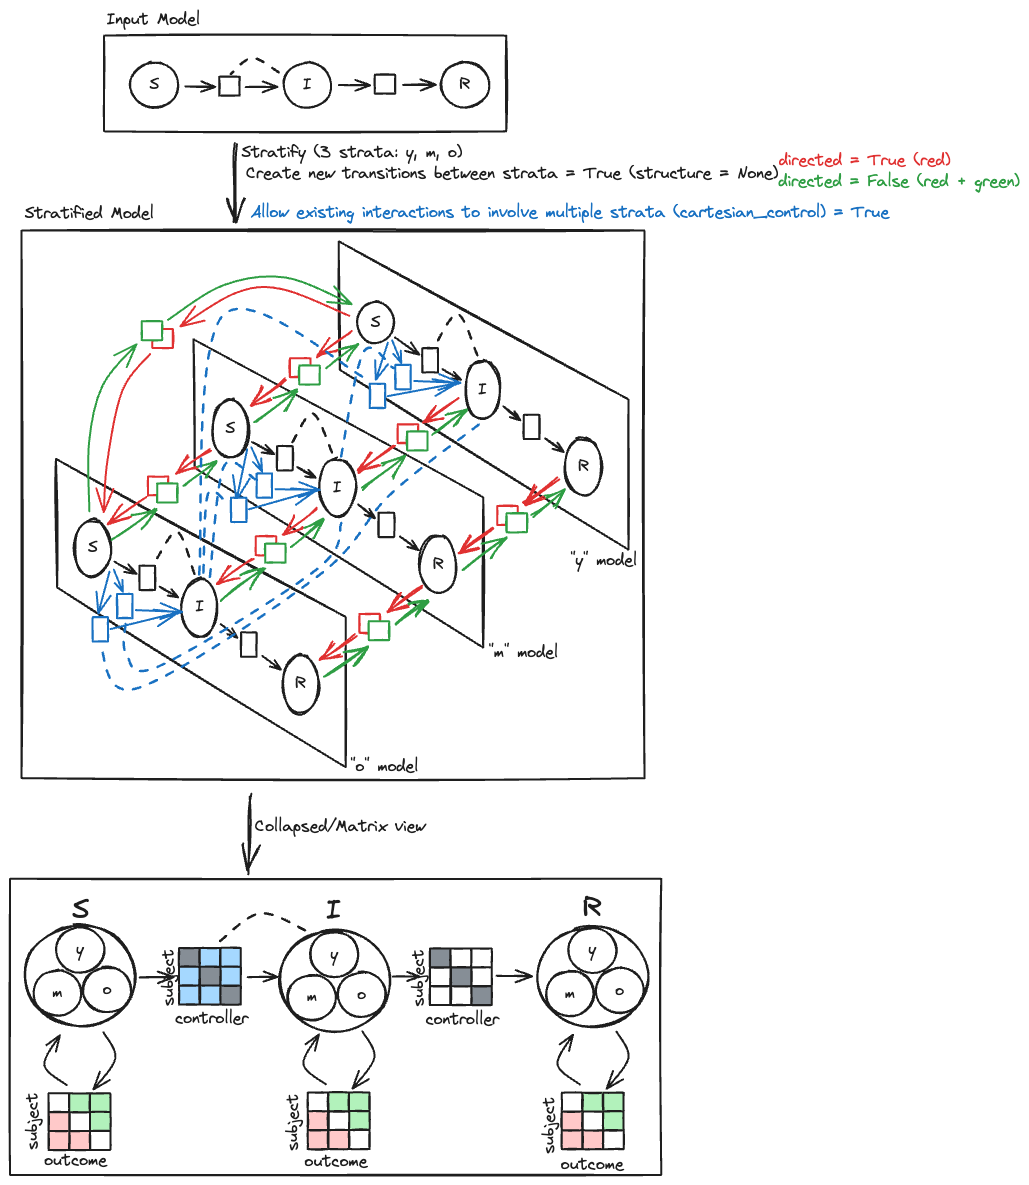 Input Model
S
I
R
Stratify (3 strata: y, m, o)
Create new transitions between strata = True (structure = None)
directed = True (red)
directed = False (red + green)
Stratified Model
Allow existing interactions to involve multiple strata (cartesian_control) = True
S
I
R
"y" model
S
I
R
"m" model
S
I
R
"o" model
Collapsed/Matrix view
S
I
R
y
m
o
subject
controller
y
m
o
subject
controller
y
m
o
subject
outcome
subject
outcome
subject
outcome